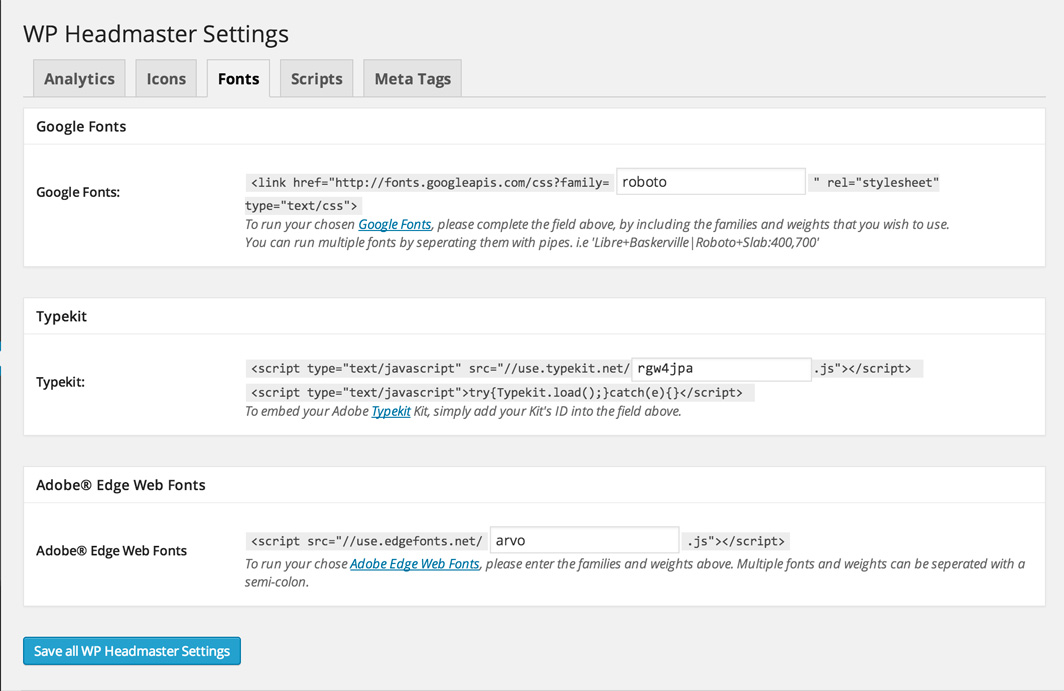 WP Headmaster Settings
Analytics Icons Fonts Scripts Meta Tags
Google Fonts
Google Fonts:
<link href="http://fonts.googleapis.com/css?family= roboto " rel="stylesheet"
type="text/css">
To run your chosen Google Fonts, please complete the field above, by including the families and weights that you wish to use.
You can run multiple fonts by seperating them with pipes. i.e 'Libre+Baskerville|Roboto+Slab:400,700'
Typekit
Typekit:
<script type="text/javascript" src="//use.typekit.net/ rgw4jpa .js"></script>
<script type="text/javascript">try{Typekit.load();}catch(e){}</script>
To embed your Adobe Typekit Kit, simply add your Kit's ID into the field above.
Adobe® Edge Web Fonts
Adobe® Edge Web Fonts
<script src="//use.edgefonts.net/ arvo .js"></script>
To run your chose Adobe Edge Web Fonts, please enter the families and weights above. Multiple fonts and weights can be seperated with a
semi-colon.
Save all WP Headmaster Settings